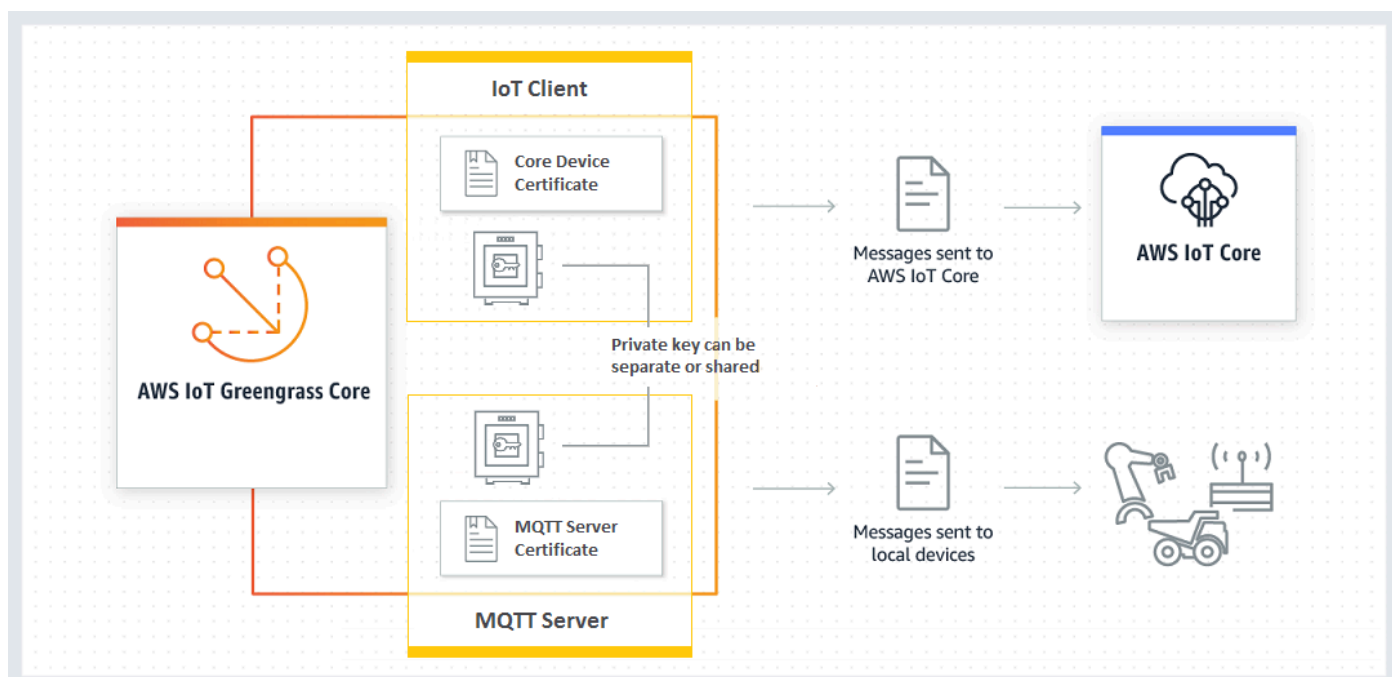 IoT Client
Core Device
Certificate
AWS IoT Greengrass Core
Private key can be
separate or shared
MQTT Server
Certificate
MQTT Server
Messages sent to
AWS IoT Core
AWS IoT Core
Messages sent to
local devices